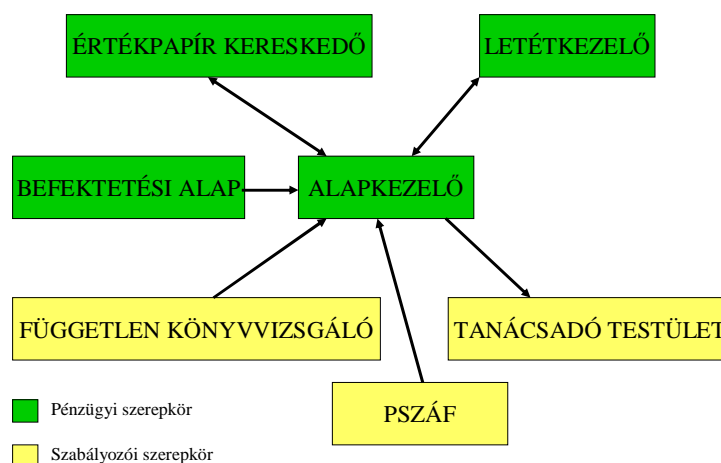 ÉRTÉKPAPÍR KERESKEDŐ
LETÉTKEZELŐ
BEFEKTETÉSI ALAP
ALAPKEZELŐ
FÜGGETLEN KÖNYVVIZSGÁLÓ
TANÁCSADÓ TESTÜLET
PSZÁF
Pénzügyi szerepkör
Szabályozói szerepkör